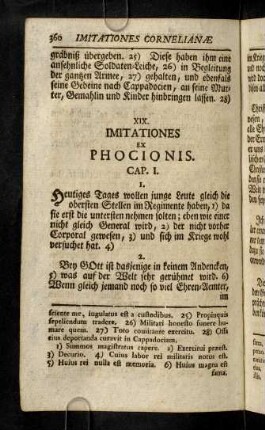 360 IMITATIONES CORNELIANÆ
gräbniß übergeben. 25) Diese haben ihm eine
ansehnliche Soldaten-Leiche, 26) in Begleitung
der gantzen Armee, 27) gehalten, und ebenfals
seine Gebeine nach Cappadocien, an seine Mut-
ter, Gemahlin und Kinder hinbringen lassen. 28)
XIX.
IMITATIONES
EX
PHOCIONIS.
CAP. I.
1.
Heutiges Tages wollen junge Leute gleich die
obersten Stellen im Regimente haben, 1) da
sie erst die untersten nehmen solten; eben wie einer
nicht gleich General wird, 2) der nicht vorher
Corporal gewesen, 3) und sich im Kriege wohl
versuchet hat. 4)
2.
Bey GOtt ist dasjenige in keinem Andencken,
5) was auf der Welt sehr gerühmet wird. 6)
Wenn gleich jemand noch so viel Ehren-Aemter,
un
sciente me, iugulatus est a custodibus. 25) Propinquis
sepeliendum tradere. 26) Militari honesto funere hu-
mare quem. 27) Toto comitante exercitu. 28) Ossa
eius deportanda curavit in Cappadociam.
1) Summos magistratus capere. 2) Exercitui praeest.
3) Decurio. 4) Cuius labor rei militaris notus est.
5) Huius rei nulla est memoria. 6) Huius magna est
fama.